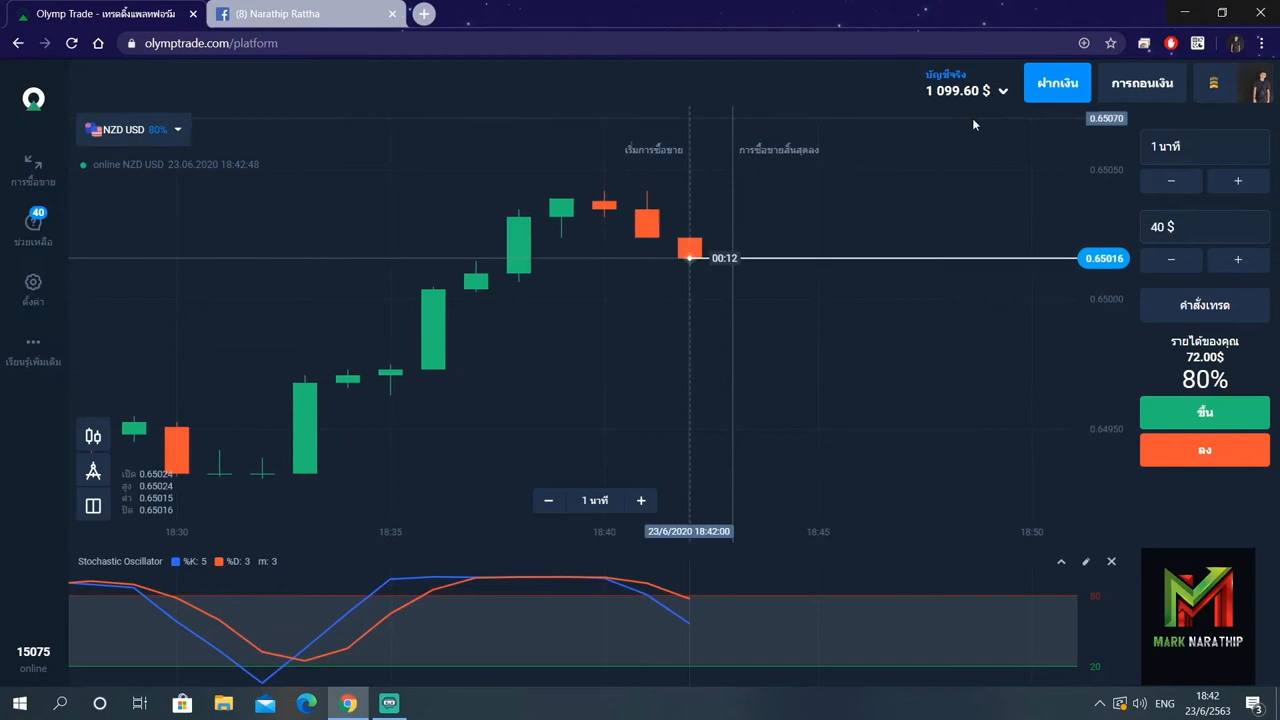 Olymp Trade - เทรดดิ้งแพลทฟอร์ม
(8) Narathip Rattha
olymptrade.com/platform
บัญชีจริง
1 099.60 $
ฝากเงิน
การถอนเงิน
NZD USD 80%
online NZD USD 23.06.2020 18:42:48
เริ่มการซื้อขาย
การซื้อขายสิ้นสุดลง
0.65070
0.65050
0.65016
0.65000
0.64950
00:12
การซื้อขาย
40
ช่วยเหลือ
ตั้งค่า
เรียนรู้เพิ่มเติม
1 นาที
40 $
คำสั่งเทรด
รายได้ของคุณ
72.00$
80%
ขึ้น
ลง
เปิด 0.65024
สูง 0.65024
ต่ำ 0.65015
ปิด 0.65016
1 นาที
18:30
18:35
18:40
23/6/2020 18:42:00
18:45
18:50
Stochastic Oscillator %K: 5 %D: 3 m: 3
80
20
15075
online
MARK NARATHIP
ENG
18:42
23/6/2563
3